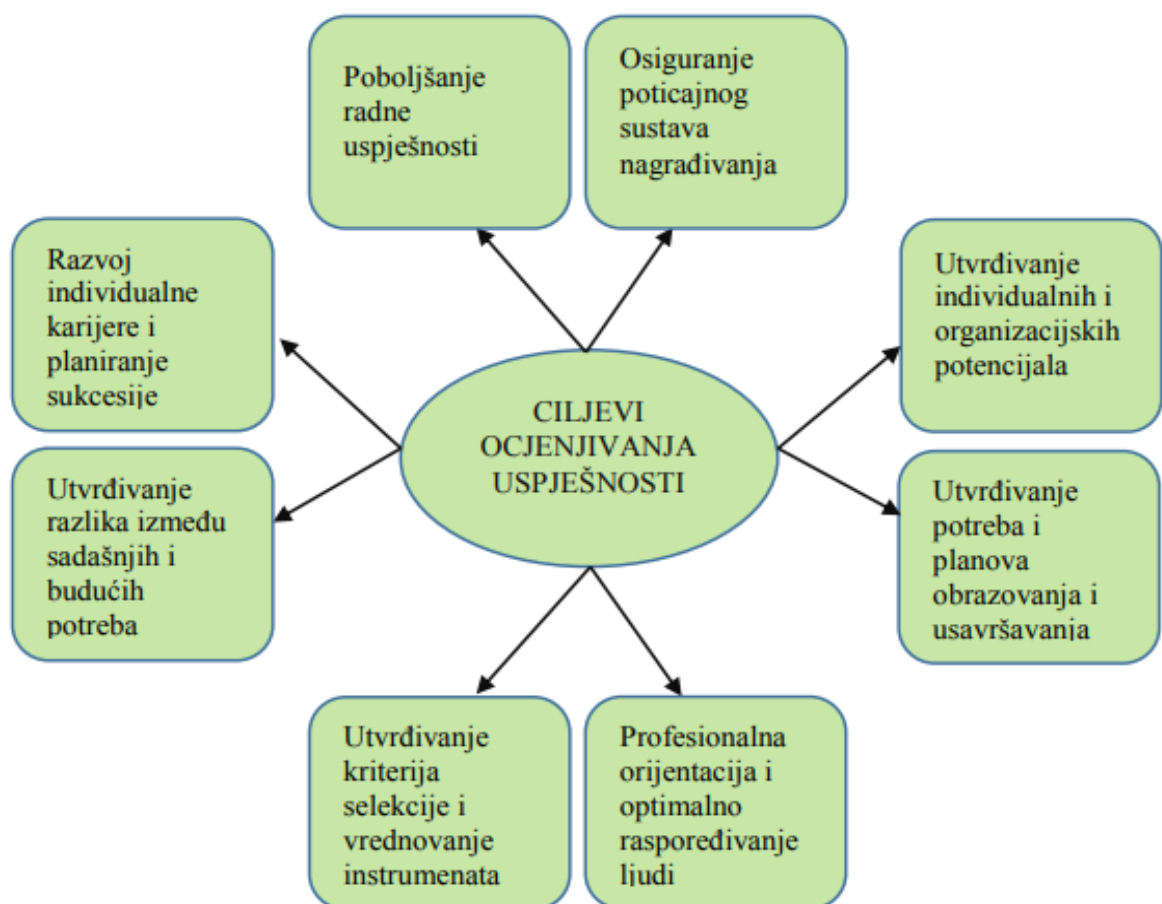 Poboljšanje
radne
uspješnosti
Osiguranje
poticajnog
sustava
nagrađivanja
Razvoj
individualne
karijere i
planiranje
sukcesije
Utvrđivanje
individualnih i
organizacijskih
potencijala
CILJEVI
OCJENJIVANJA
USPJEŠNOSTI
Utvrđivanje
razlika između
sadašnjih i
budućih
potreba
Utvrđivanje
potreba i
planova
obrazovanja i
usavršavanja
Utvrđivanje
kriterija
selekcije i
vrednovanje
instrumenata
Profesionalna
orijentacija i
optimalno
raspoređivanje
ljudi